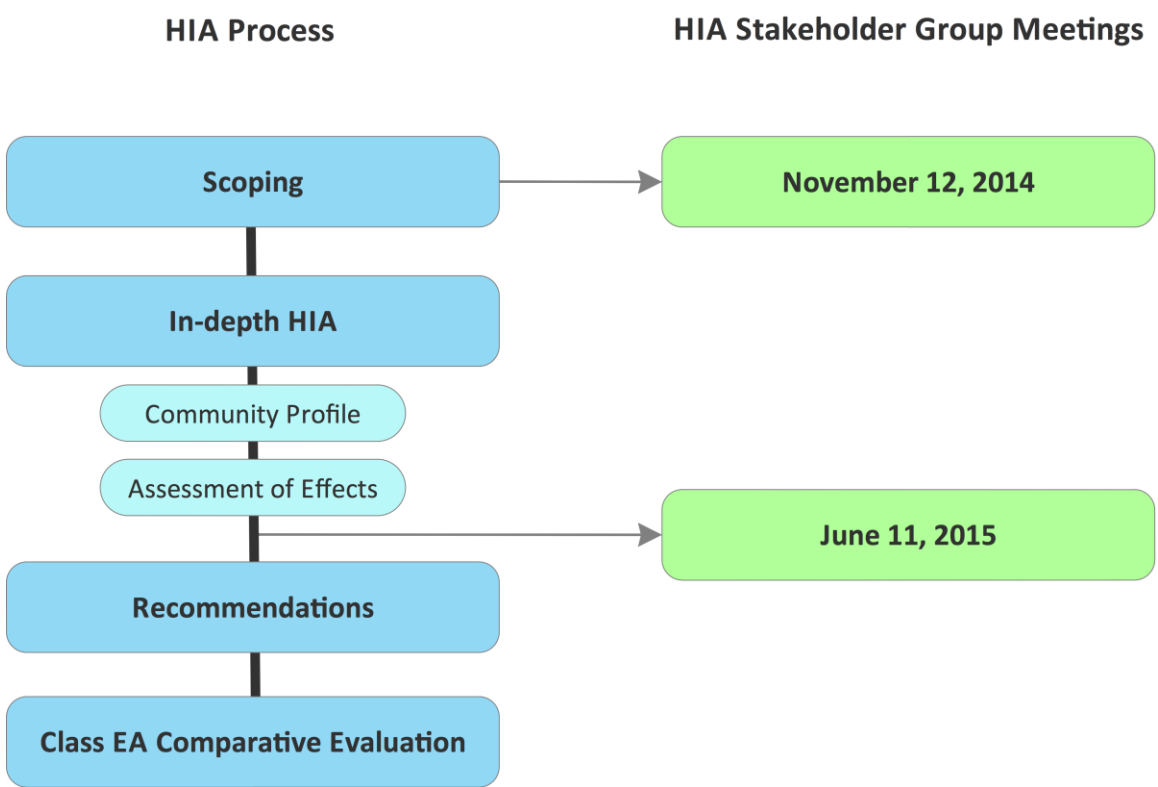 HIA Process
HIA Stakeholder Group Meetings
Scoping
November 12, 2014
In-depth HIA
Community Profile
Assessment of Effects
June 11, 2015
Recommendations
Class EA Comparative Evaluation